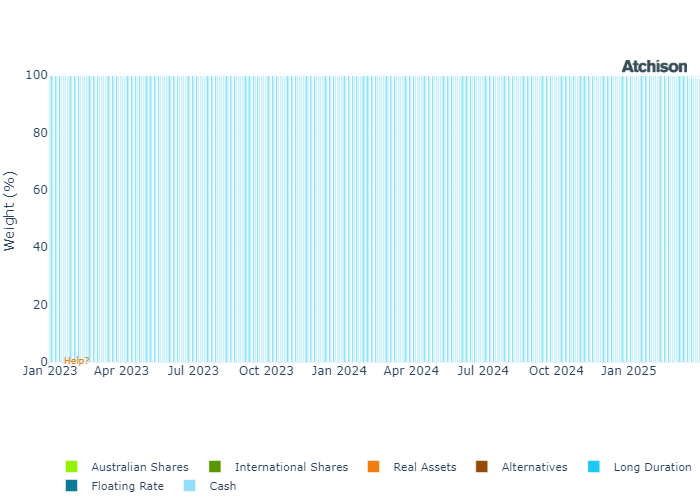 Atchison
100
80
60
40
20
0
Weight (%)
Help?
Jan 2023 Apr 2023 Jul 2023 Oct 2023 Jan 2024 Apr 2024 Jul 2024 Oct 2024 Jan 2025
Australian Shares International Shares Real Assets Alternatives Long Duration
Floating Rate Cash